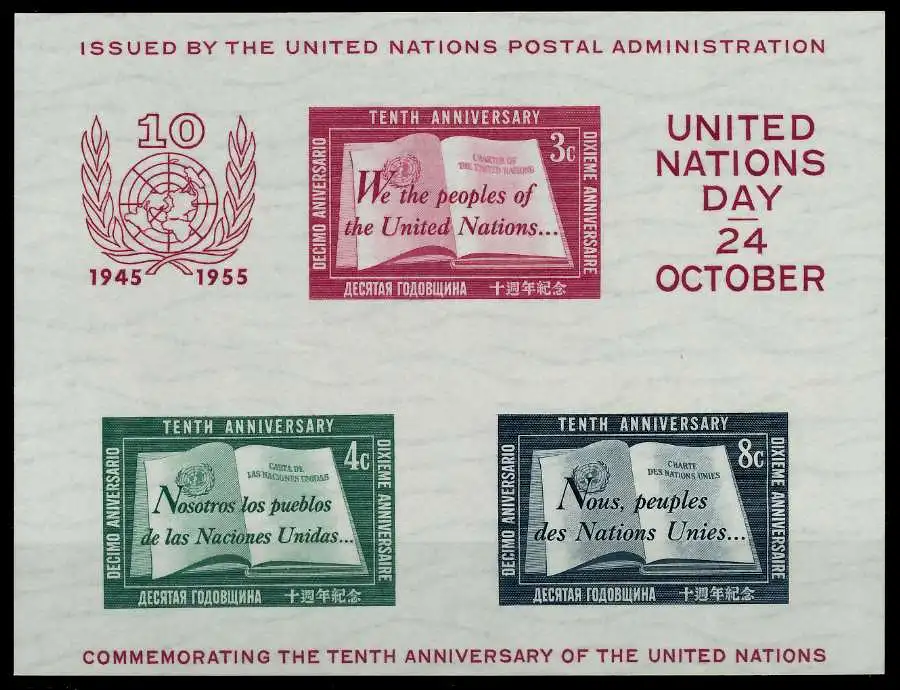 ISSUED BY THE UNITED NATIONS POSTAL ADMINISTRATION
10
1945 1955
TENTH ANNIVERSARY
3c
DECIMO ANIVERSARIO
CHARTER OF
THE UNITED NATIONS
We the peoples of
the United Nations...
DIXIEME ANNIVERSAIRE
ДЕСЯТАЯ ГОДОВЩИНА 十週年紀念
UNITED
NATIONS
DAY
24
OCTOBER
TENTH ANNIVERSARY
4c
DECIMO ANIVERSARIO
CARTA DE
LAS NACIONES UNIDAS
Nosotros los pueblos
de las Naciones Unidas...
DIXIEME ANNIVERSAIRE
ДЕСЯТАЯ ГОДОВЩИНА 十週年紀念
TENTH ANNIVERSARY
8c
DECIMO ANIVERSARIO
CHARTE
DES NATIONS UNIES
Nous, peuples
des Nations Unies...
DIXIEME ANNIVERSAIRE
ДЕСЯТАЯ ГОДОВЩИНА 十週年紀念
COMMEMORATING THE TENTH ANNIVERSARY OF THE UNITED NATIONS